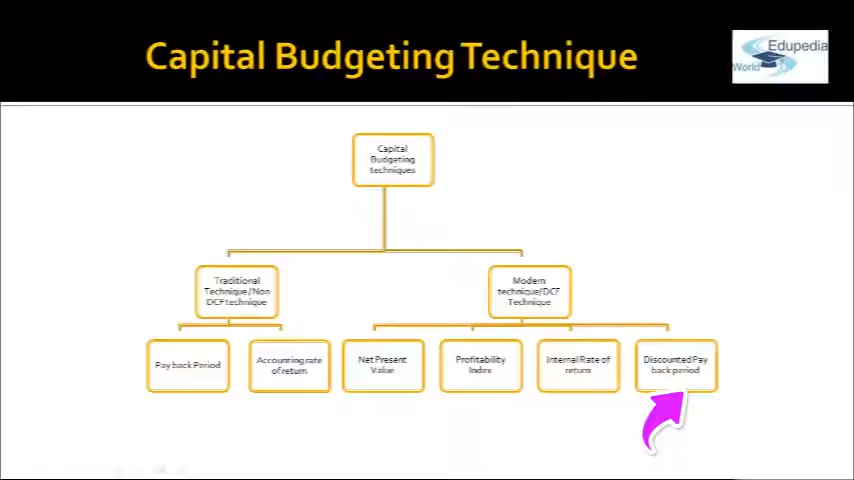 Capital Budgeting Technique
Edupedia
World
Capital
Budgeting
techniques
Traditional
Technique/Non
DCF technique
Modern
technique/DCF
Technique
Pay back Period
Accounting rate
of return
Net Present
Value
Profitability
Index
Internal Rate of
return
Discounted Pay
back period